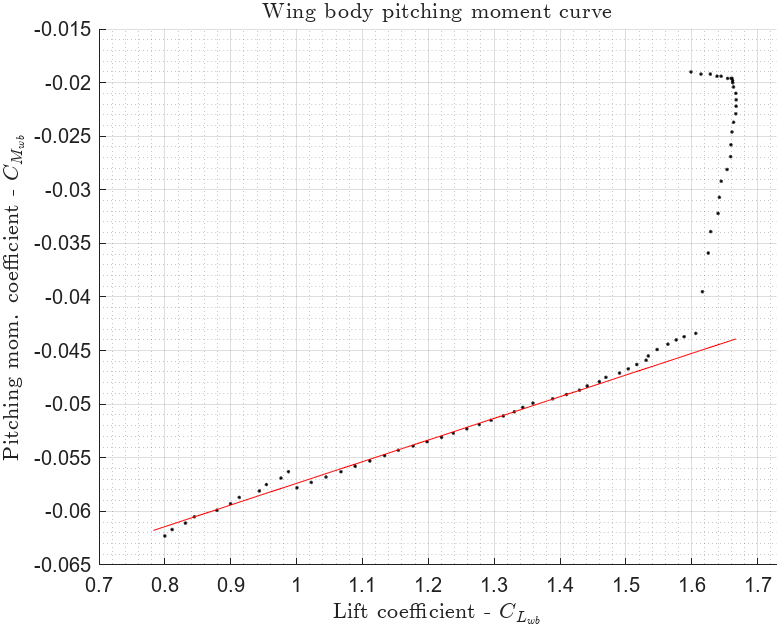 Wing body pitching moment curve
-0.015
-0.02
-0.025
-0.03
-0.035
-0.04
-0.045
-0.05
-0.055
-0.06
-0.065
Pitching mom. coefficient - C_{M_{wb}}
0.7 0.8 0.9 1 1.1 1.2 1.3 1.4 1.5 1.6 1.7
Lift coefficient - C_{L_{wb}}